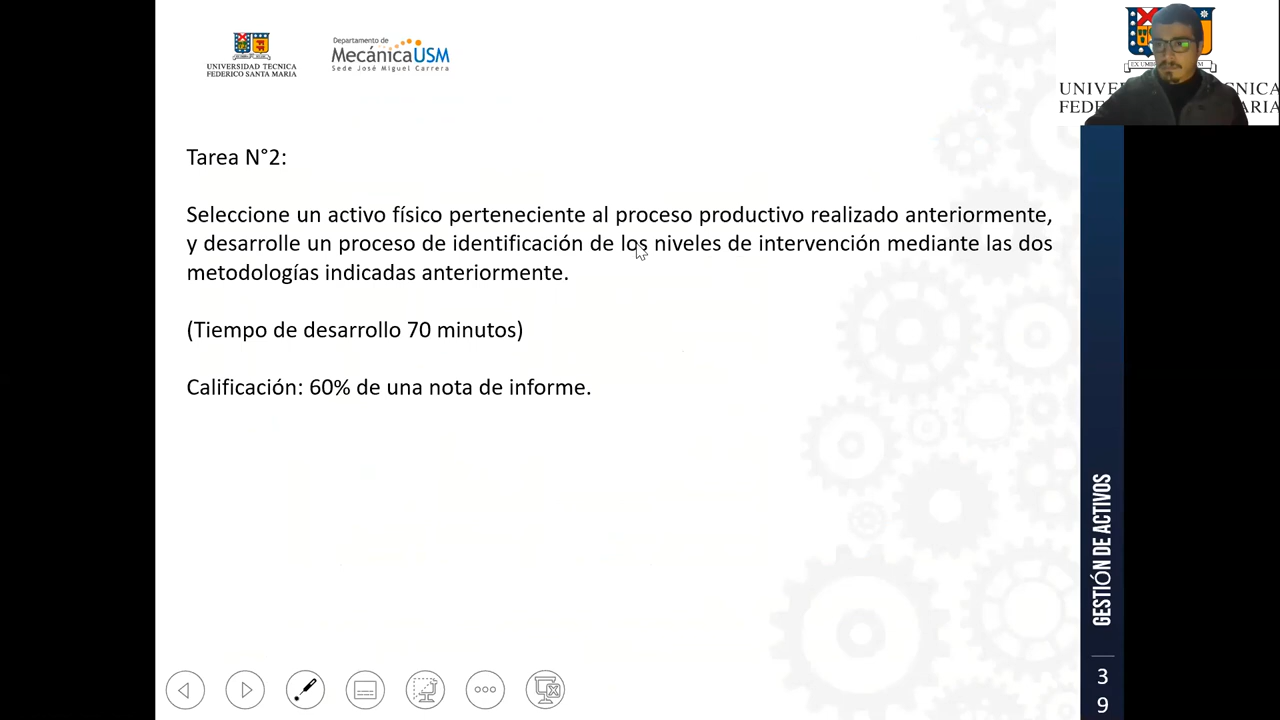 UNIVERSIDAD TECNICA
FEDERICO SANTA MARIA
Departamento de
MecánicaUSM
Sede José Miguel Carrera
UNIVE
CNICA
FEDE
ARIA
Tarea N°2:
Seleccione un activo físico perteneciente al proceso productivo realizado anteriormente,
y desarrolle un proceso de identificación de los niveles de intervención mediante las dos
metodologías indicadas anteriormente.
(Tiempo de desarrollo 70 minutos)
Calificación: 60% de una nota de informe.
GESTIÓN DE ACTIVOS
3
9